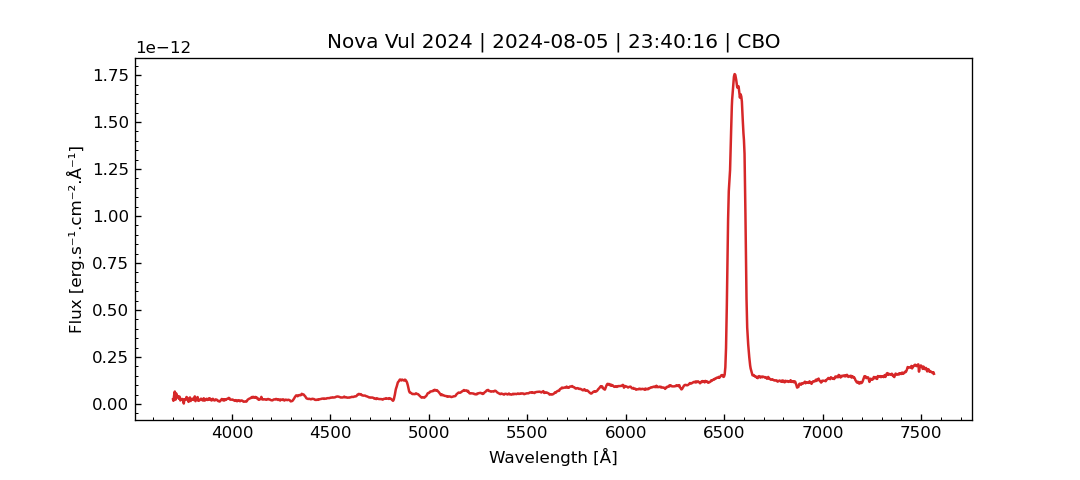 Nova Vul 2024 | 2024-08-05 | 23:40:16 | CBO
1e−12
1.75
1.50
1.25
1.00
0.75
0.50
0.25
0.00
Flux [erg.s⁻¹.cm⁻².Å⁻¹]
4000 4500 5000 5500 6000 6500 7000 7500
Wavelength [Å]